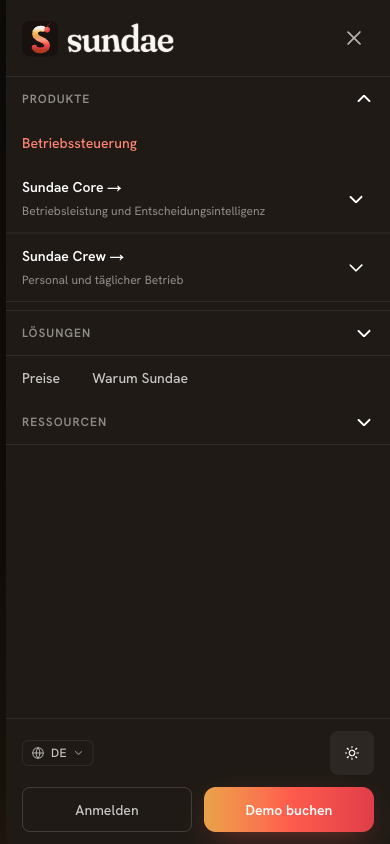 S sundae
PRODUKTE
Betriebssteuerung
Sundae Core →
Betriebsleistung und Entscheidungsintelligenz
Sundae Crew →
Personal und täglicher Betrieb
LÖSUNGEN
Preise Warum Sundae
RESSOURCEN
DE
Anmelden Demo buchen